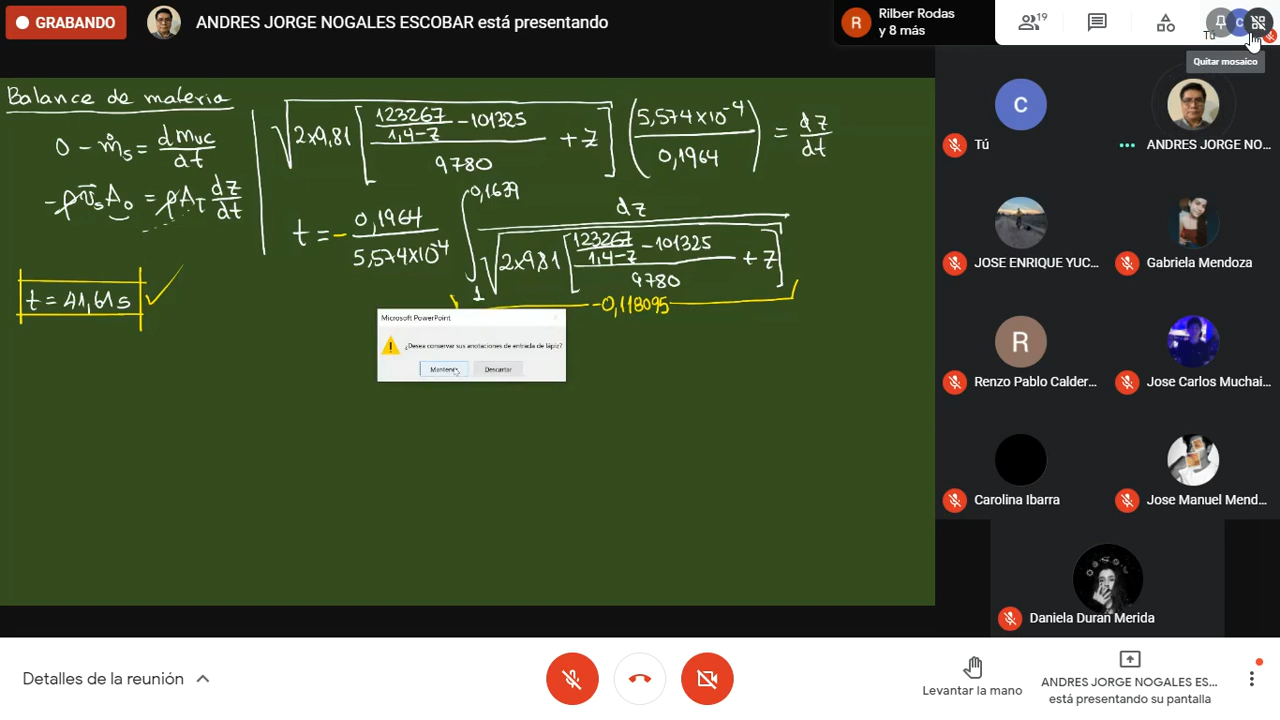 GRABANDO
ANDRES JORGE NOGALES ESCOBAR está presentando
Rilber Rodas
y 8 más
19
Tú
Quitar mosaico
Balance de materia
0 - ṁs = dmvc/dt
-ρv̄sA₀ = ρA_T dz/dt
√(2x9,81 [ (123267/(1,4-z) - 101325)/9780 + z ]) (5,574x10⁻⁴/0,1964) = dz/dt
t = - 0,1964/5,574x10⁻⁴ ∫₁^0,1639 dz/√(2x9,81 [ (123267/(1,4-z) - 101325)/9780 + z ])
-0,118095
t = 41,61 s ✓
Microsoft PowerPoint
¿Desea conservar sus anotaciones de entrada de lápiz?
Mantener
Descartar
C
Tú
ANDRES JORGE NO...
JOSE ENRIQUE YUC...
Gabriela Mendoza
R
Renzo Pablo Calder...
Jose Carlos Muchai...
Carolina Ibarra
Jose Manuel Mend...
Daniela Duran Merida
Detalles de la reunión
Levantar la mano
ANDRES JORGE NOGALES ES...
está presentando su pantalla